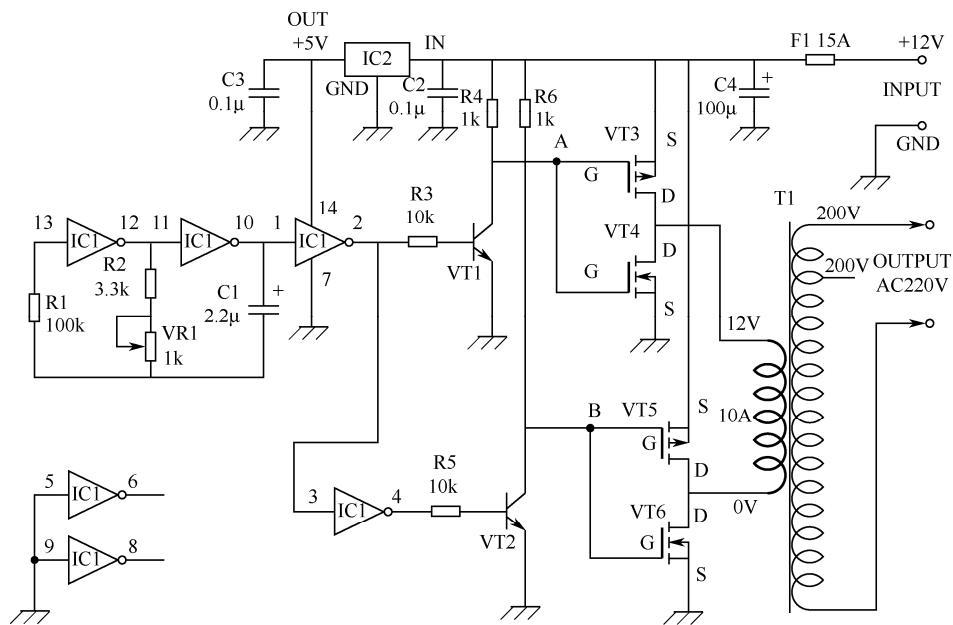 OUT
+5V
IC2
IN
GND
F1 15A
+12V
INPUT
GND
C3
0.1μ
C2
0.1μ
R4
1k
R6
1k
C4
100μ
+
A
VT3
S
G
D
VT4
D
G
S
T1
200V
200V
OUTPUT
AC220V
13
IC1
12
11
IC1
10
1
14
IC1
2
7
R3
10k
VT1
R2
3.3k
R1
100k
VR1
1k
C1
2.2μ
+
12V
10A
0V
B
VT5
S
G
D
VT6
D
G
S
3
IC1
4
R5
10k
VT2
5
IC1
6
9
IC1
8